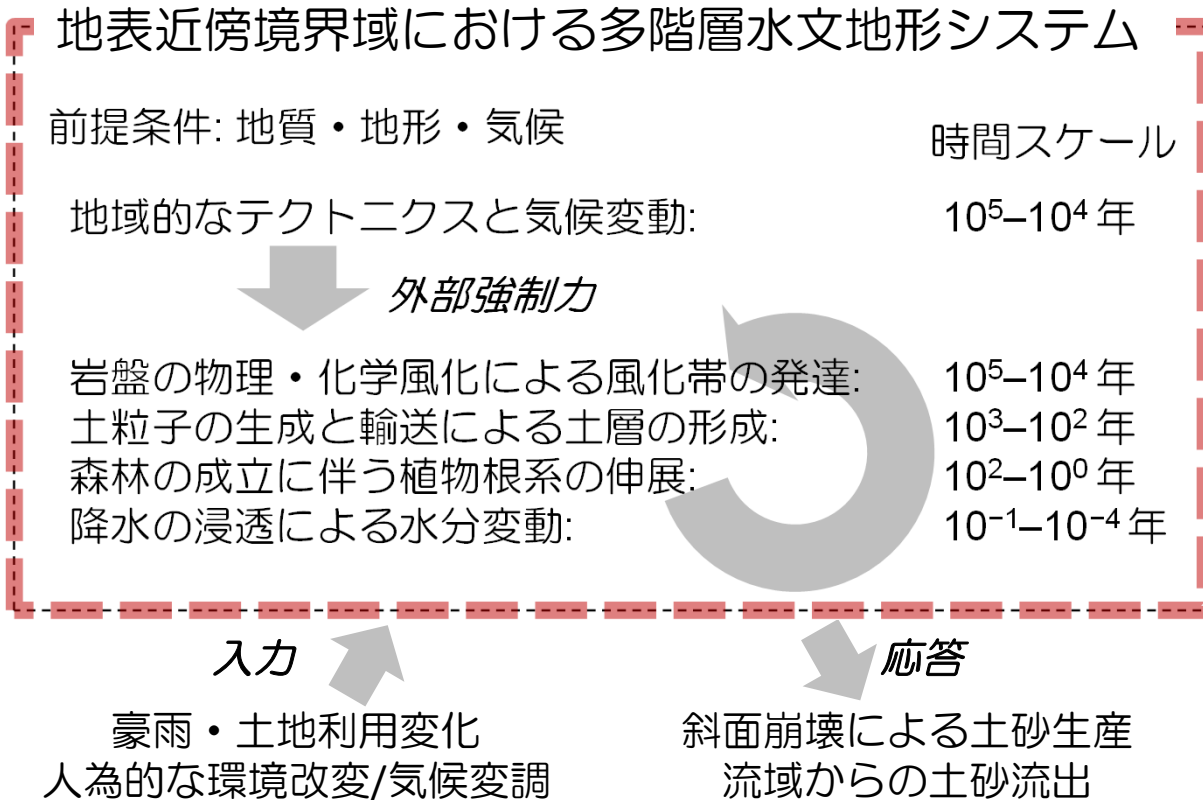 地表近傍境界域における多階層水文地形システム
前提条件: 地質・地形・気候
時間スケール
地域的なテクトニクスと気候変動: 10⁵–10⁴ 年
外部強制力
岩盤の物理・化学風化による風化帯の発達: 10⁵–10⁴ 年
土粒子の生成と輸送による土層の形成: 10³–10² 年
森林の成立に伴う植物根系の伸展: 10²–10⁰ 年
降水の浸透による水分変動: 10⁻¹–10⁻⁴ 年
入力
応答
豪雨・土地利用変化
人為的な環境改変/気候変調
斜面崩壊による土砂生産
流域からの土砂流出